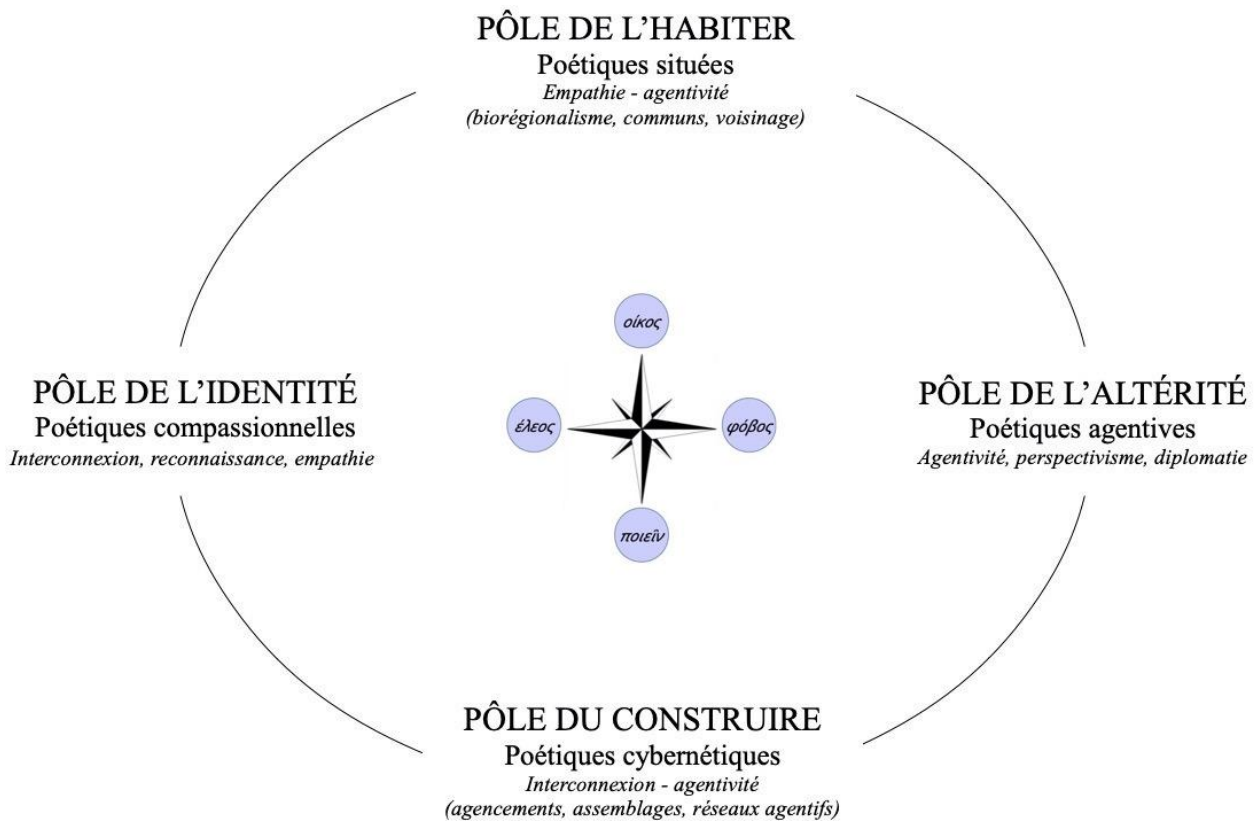 PÔLE DE L’HABITER
Poétiques situées
Empathie - agentivité
(biorégionalisme, communs, voisinage)
οίκος
PÔLE DE L’IDENTITÉ
Poétiques compassionnelles
Interconnexion, reconnaissance, empathie
έλεος
φόβος
PÔLE DE L’ALTÉRITÉ
Poétiques agentives
Agentivité, perspectivisme, diplomatie
ποιεῖν
PÔLE DU CONSTRUIRE
Poétiques cybernétiques
Interconnexion - agentivité
(agencements, assemblages, réseaux agentifs)